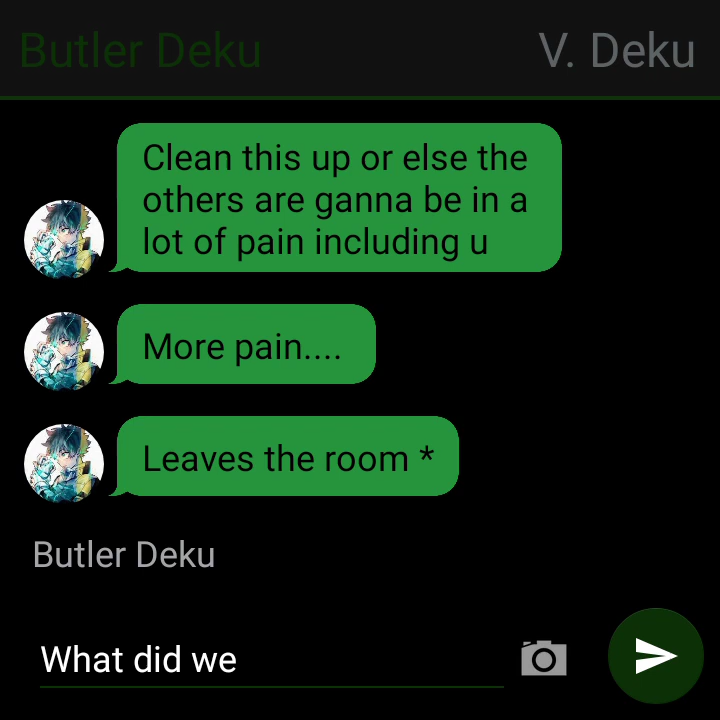 Butler Deku
V. Deku
Clean this up or else the
others are ganna be in a
lot of pain including u
More pain....
Leaves the room *
Butler Deku
What did we